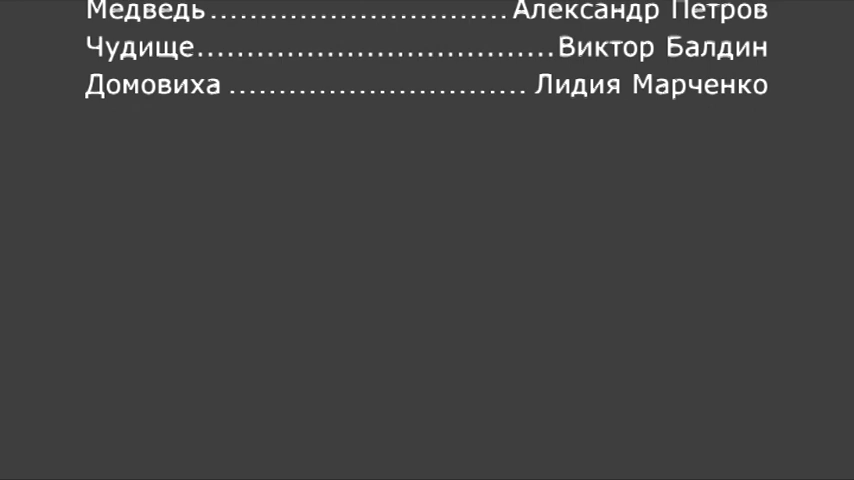 Медведь..............................Александр Петров
Чудище....................................Виктор Балдин
Домовиха .............................. Лидия Марченко